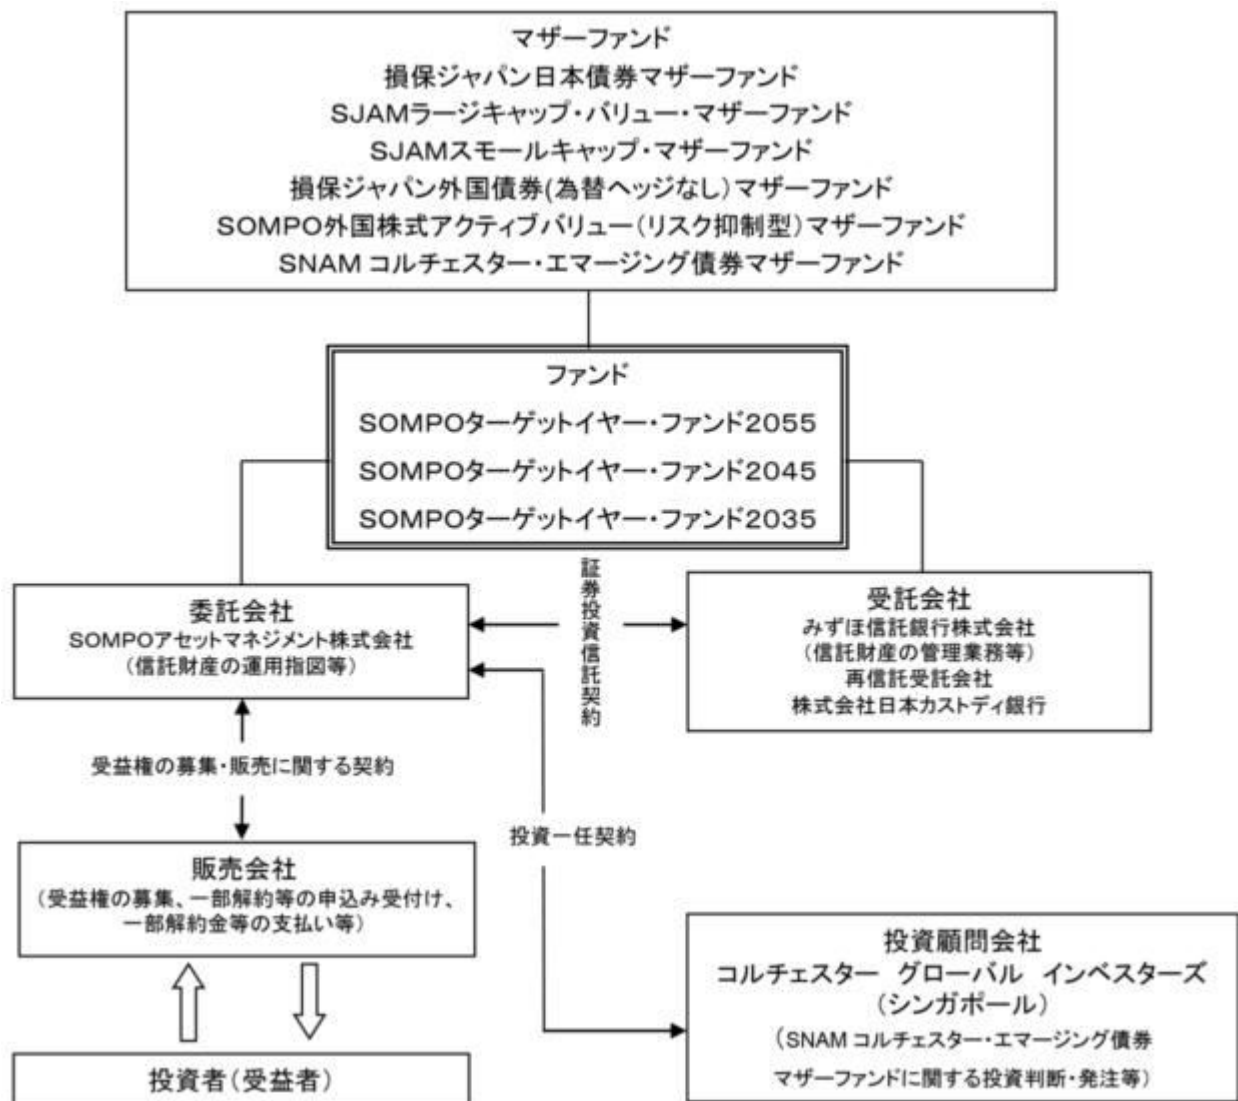 マザーファンド
損保ジャパン日本債券マザーファンド
SJAMラージキャップ・バリュー・マザーファンド
SJAMスモールキャップ・マザーファンド
損保ジャパン外国債券(為替ヘッジなし)マザーファンド
SOMPO外国株式アクティブバリュー(リスク抑制型)マザーファンド
SNAM コルチェスター・エマージング債券マザーファンド
ファンド
SOMPOターゲットイヤー・ファンド2055
SOMPOターゲットイヤー・ファンド2045
SOMPOターゲットイヤー・ファンド2035
委託会社
SOMPOアセットマネジメント株式会社
(信託財産の運用指図等)
証券投資信託契約
受託会社
みずほ信託銀行株式会社
(信託財産の管理業務等)
再信託受託会社
株式会社日本カストディ銀行
受益権の募集・販売に関する契約
投資一任契約
販売会社
(受益権の募集、一部解約等の申込み受付け、
一部解約金等の支払い等)
投資顧問会社
コルチェスター グローバル インベスターズ
(シンガポール)
(SNAM コルチェスター・エマージング債券
マザーファンドに関する投資判断・発注等)
投資者(受益者)